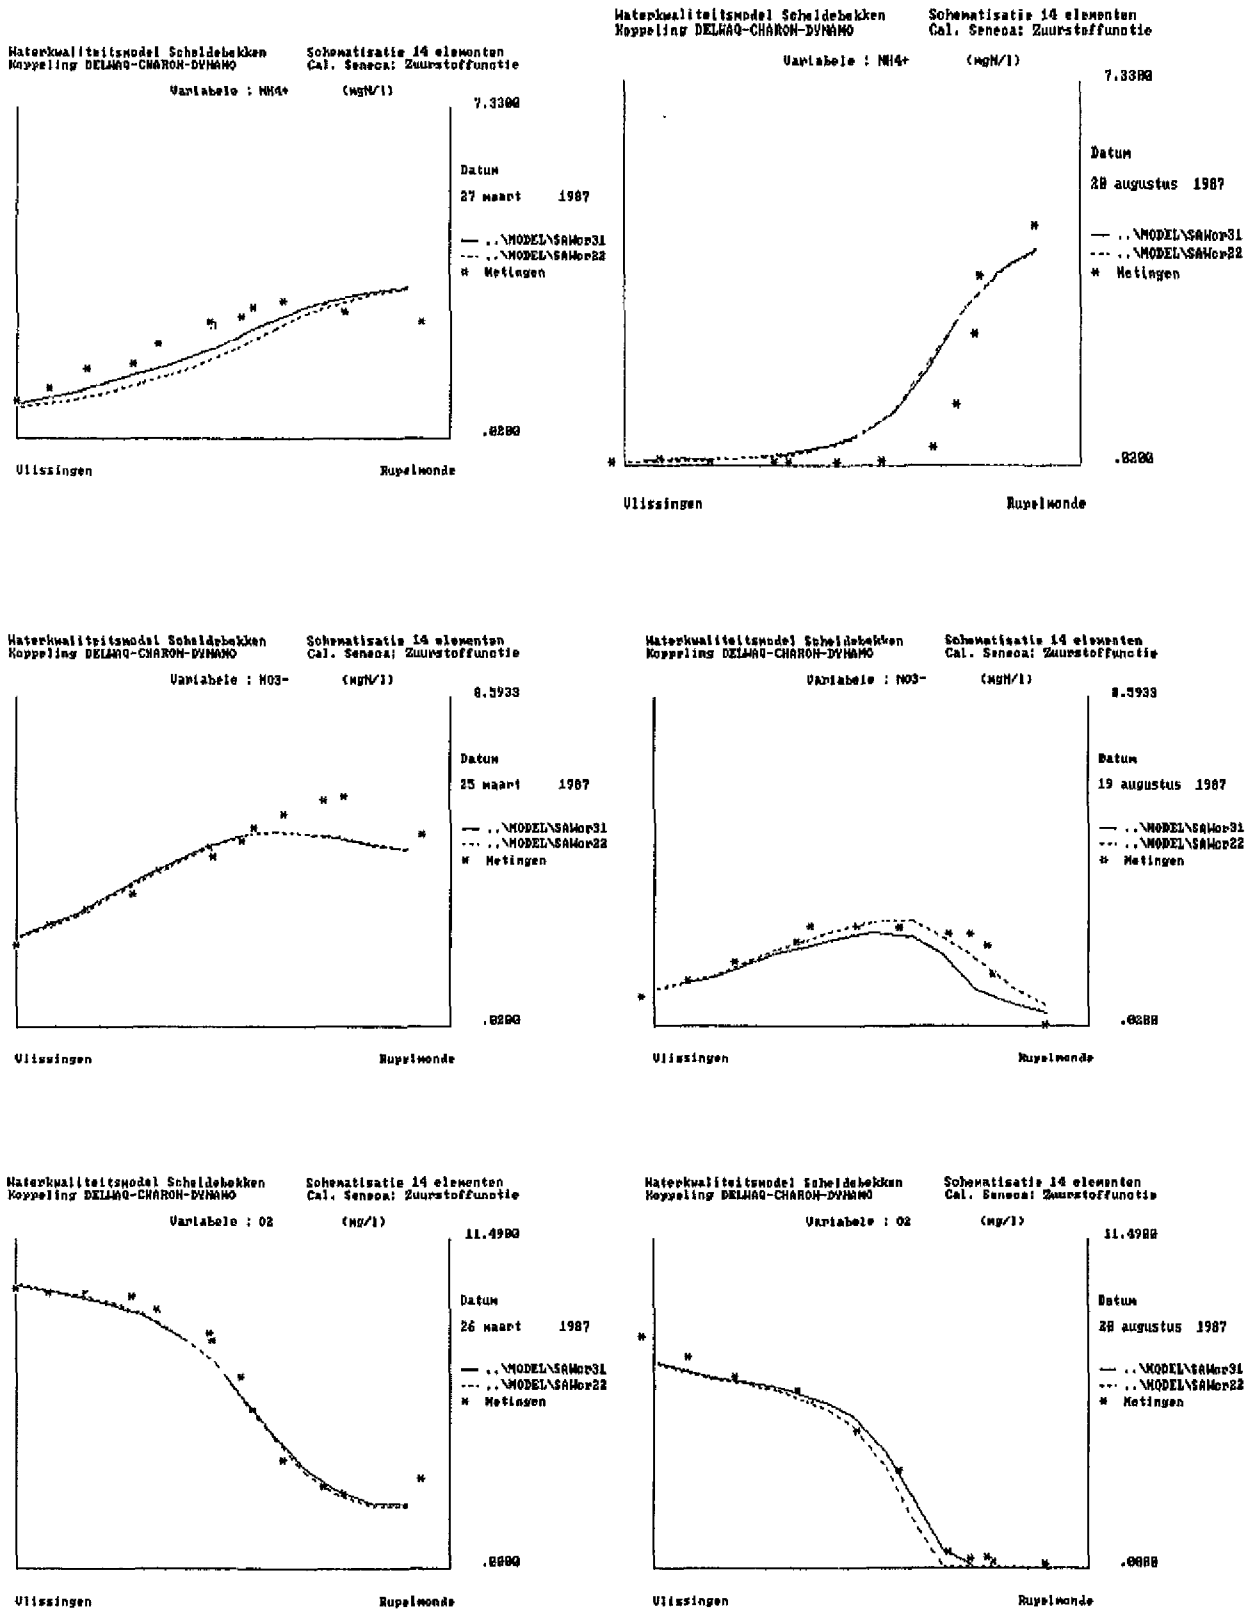 Waterkwaliteitsmodel Scheldebekken Schematisatie 14 elementen
Koppeling DELWAQ-CHARON-DYNAMO Cal. Seneca: Zuurstoffunctie
Variabele : NH4+ (mgN/l)
7.3300
Datum
27 maart 1987
..\MODEL\SAWor31
..\MODEL\SAWor22
* Metingen
.0200
Vlissingen Rupelmonde
Waterkwaliteitsmodel Scheldebekken Schematisatie 14 elementen
Koppeling DELWAQ-CHARON-DYNAMO Cal. Seneca: Zuurstoffunctie
Variabele : NH4+ (mgN/l)
7.3300
Datum
20 augustus 1987
..\MODEL\SAWor31
..\MODEL\SAWor22
* Metingen
.0200
Vlissingen Rupelmonde
Waterkwaliteitsmodel Scheldebekken Schematisatie 14 elementen
Koppeling DELWAQ-CHARON-DYNAMO Cal. Seneca: Zuurstoffunctie
Variabele : NO3- (mgN/l)
8.5933
Datum
25 maart 1987
..\MODEL\SAWor31
..\MODEL\SAWor22
* Metingen
.0200
Vlissingen Rupelmonde
Waterkwaliteitsmodel Scheldebekken Schematisatie 14 elementen
Koppeling DELWAQ-CHARON-DYNAMO Cal. Seneca: Zuurstoffunctie
Variabele : NO3- (mgN/l)
8.5933
Datum
19 augustus 1987
..\MODEL\SAWor31
..\MODEL\SAWor22
* Metingen
.0200
Vlissingen Rupelmonde
Waterkwaliteitsmodel Scheldebekken Schematisatie 14 elementen
Koppeling DELWAQ-CHARON-DYNAMO Cal. Seneca: Zuurstoffunctie
Variabele : O2 (mg/l)
11.4900
Datum
26 maart 1987
..\MODEL\SAWor31
..\MODEL\SAWor22
* Metingen
.0000
Vlissingen Rupelmonde
Waterkwaliteitsmodel Scheldebekken Schematisatie 14 elementen
Koppeling DELWAQ-CHARON-DYNAMO Cal. Seneca: Zuurstoffunctie
Variabele : O2 (mg/l)
11.4900
Datum
20 augustus 1987
..\MODEL\SAWor31
..\MODEL\SAWor22
* Metingen
.0000
Vlissingen Rupelmonde